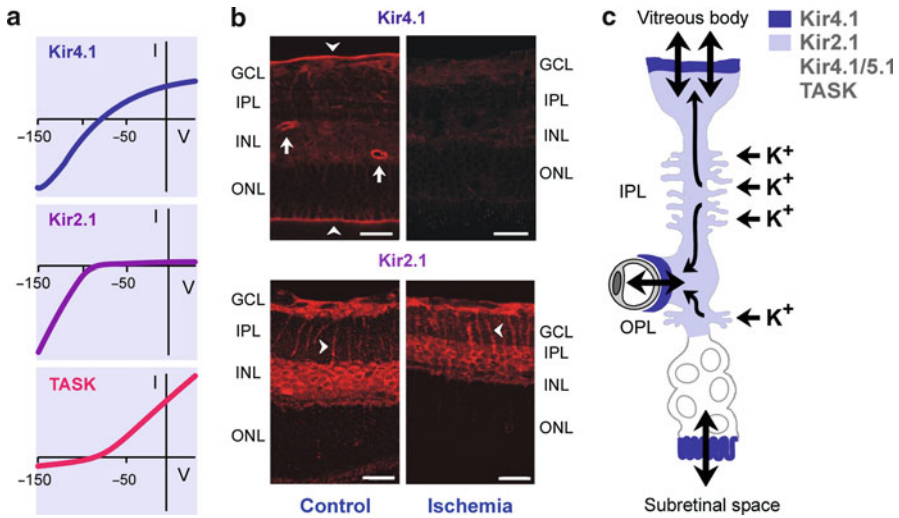 a
Kir4.1
I
–150
–50
V
Kir2.1
I
–150
–50
V
TASK
I
–150
–50
V
b
Kir4.1
GCL
IPL
INL
ONL
GCL
IPL
INL
ONL
Kir2.1
GCL
IPL
INL
ONL
GCL
IPL
INL
ONL
Control
Ischemia
c
Vitreous body
Kir4.1
Kir2.1
Kir4.1/5.1
TASK
K+
K+
IPL
K+
OPL
K+
Subretinal space